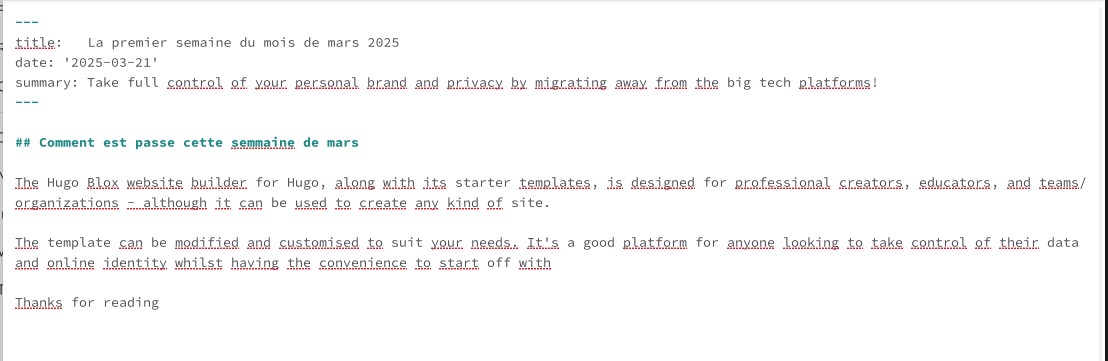 ---
title:   La premier semaine du mois de mars 2025
date: '2025-03-21'
summary: Take full control of your personal brand and privacy by migrating away from the big tech platforms!
---
## Comment est passe cette semmaine de mars
The Hugo Blox website builder for Hugo, along with its starter templates, is designed for professional creators, educators, and teams/
organizations - although it can be used to create any kind of site.
The template can be modified and customised to suit your needs. It's a good platform for anyone looking to take control of their data
and online identity whilst having the convenience to start off with
Thanks for reading